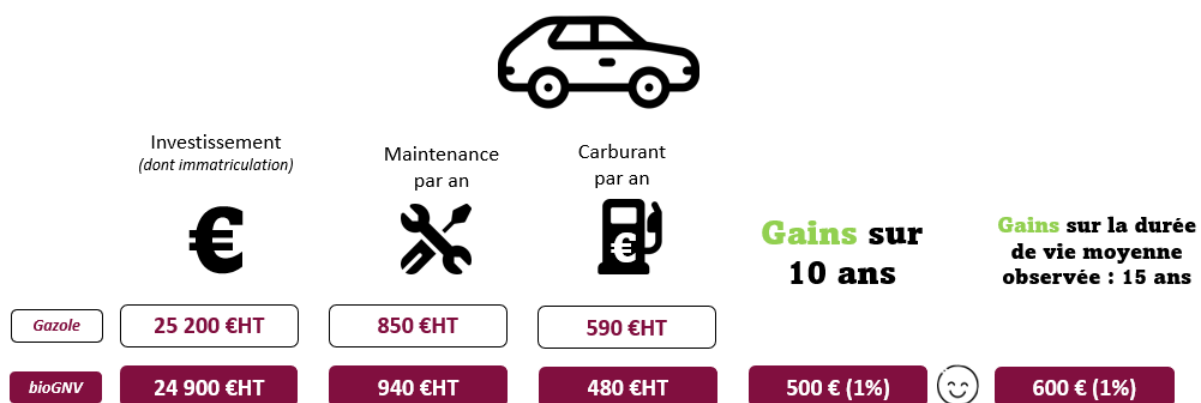 Investissement
(dont immatriculation)
Maintenance
par an
Carburant
par an
€
€
Gains sur
10 ans
Gains sur la durée
de vie moyenne
observée : 15 ans
Gazole
25 200 €HT
850 €HT
590 €HT
bioGNV
24 900 €HT
940 €HT
480 €HT
500 € (1%)
600 € (1%)